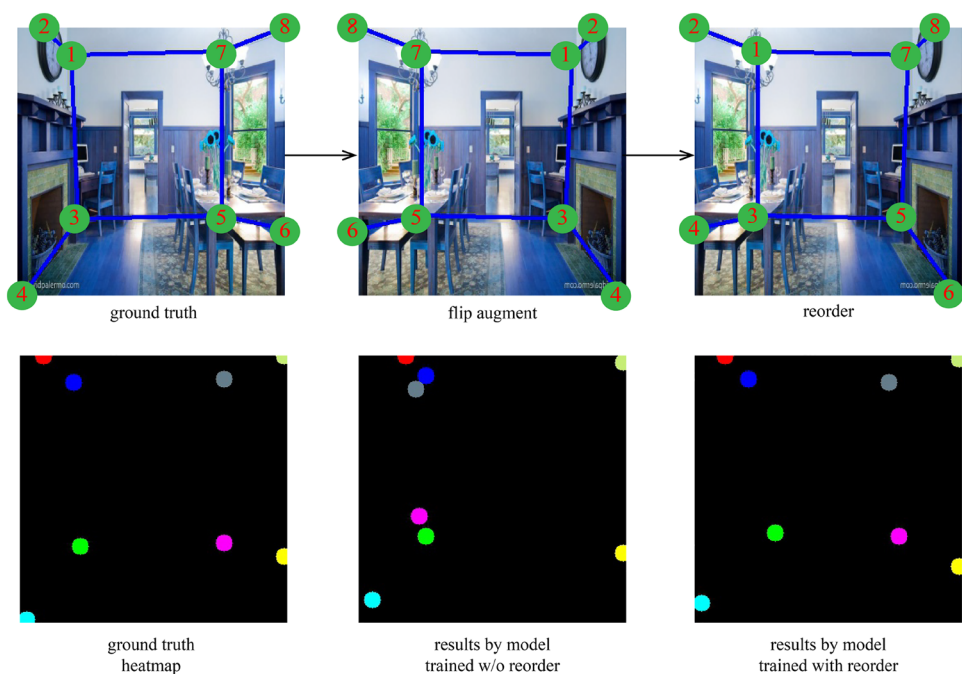 2 8 8 2 2 8
1 7 7 1 1 7
3 5 5 3 3 5
6 6 4
4 4 6
ground truth
flip augment
reorder
ground truth
heatmap
results by model
trained w/o reorder
results by model
trained with reorder